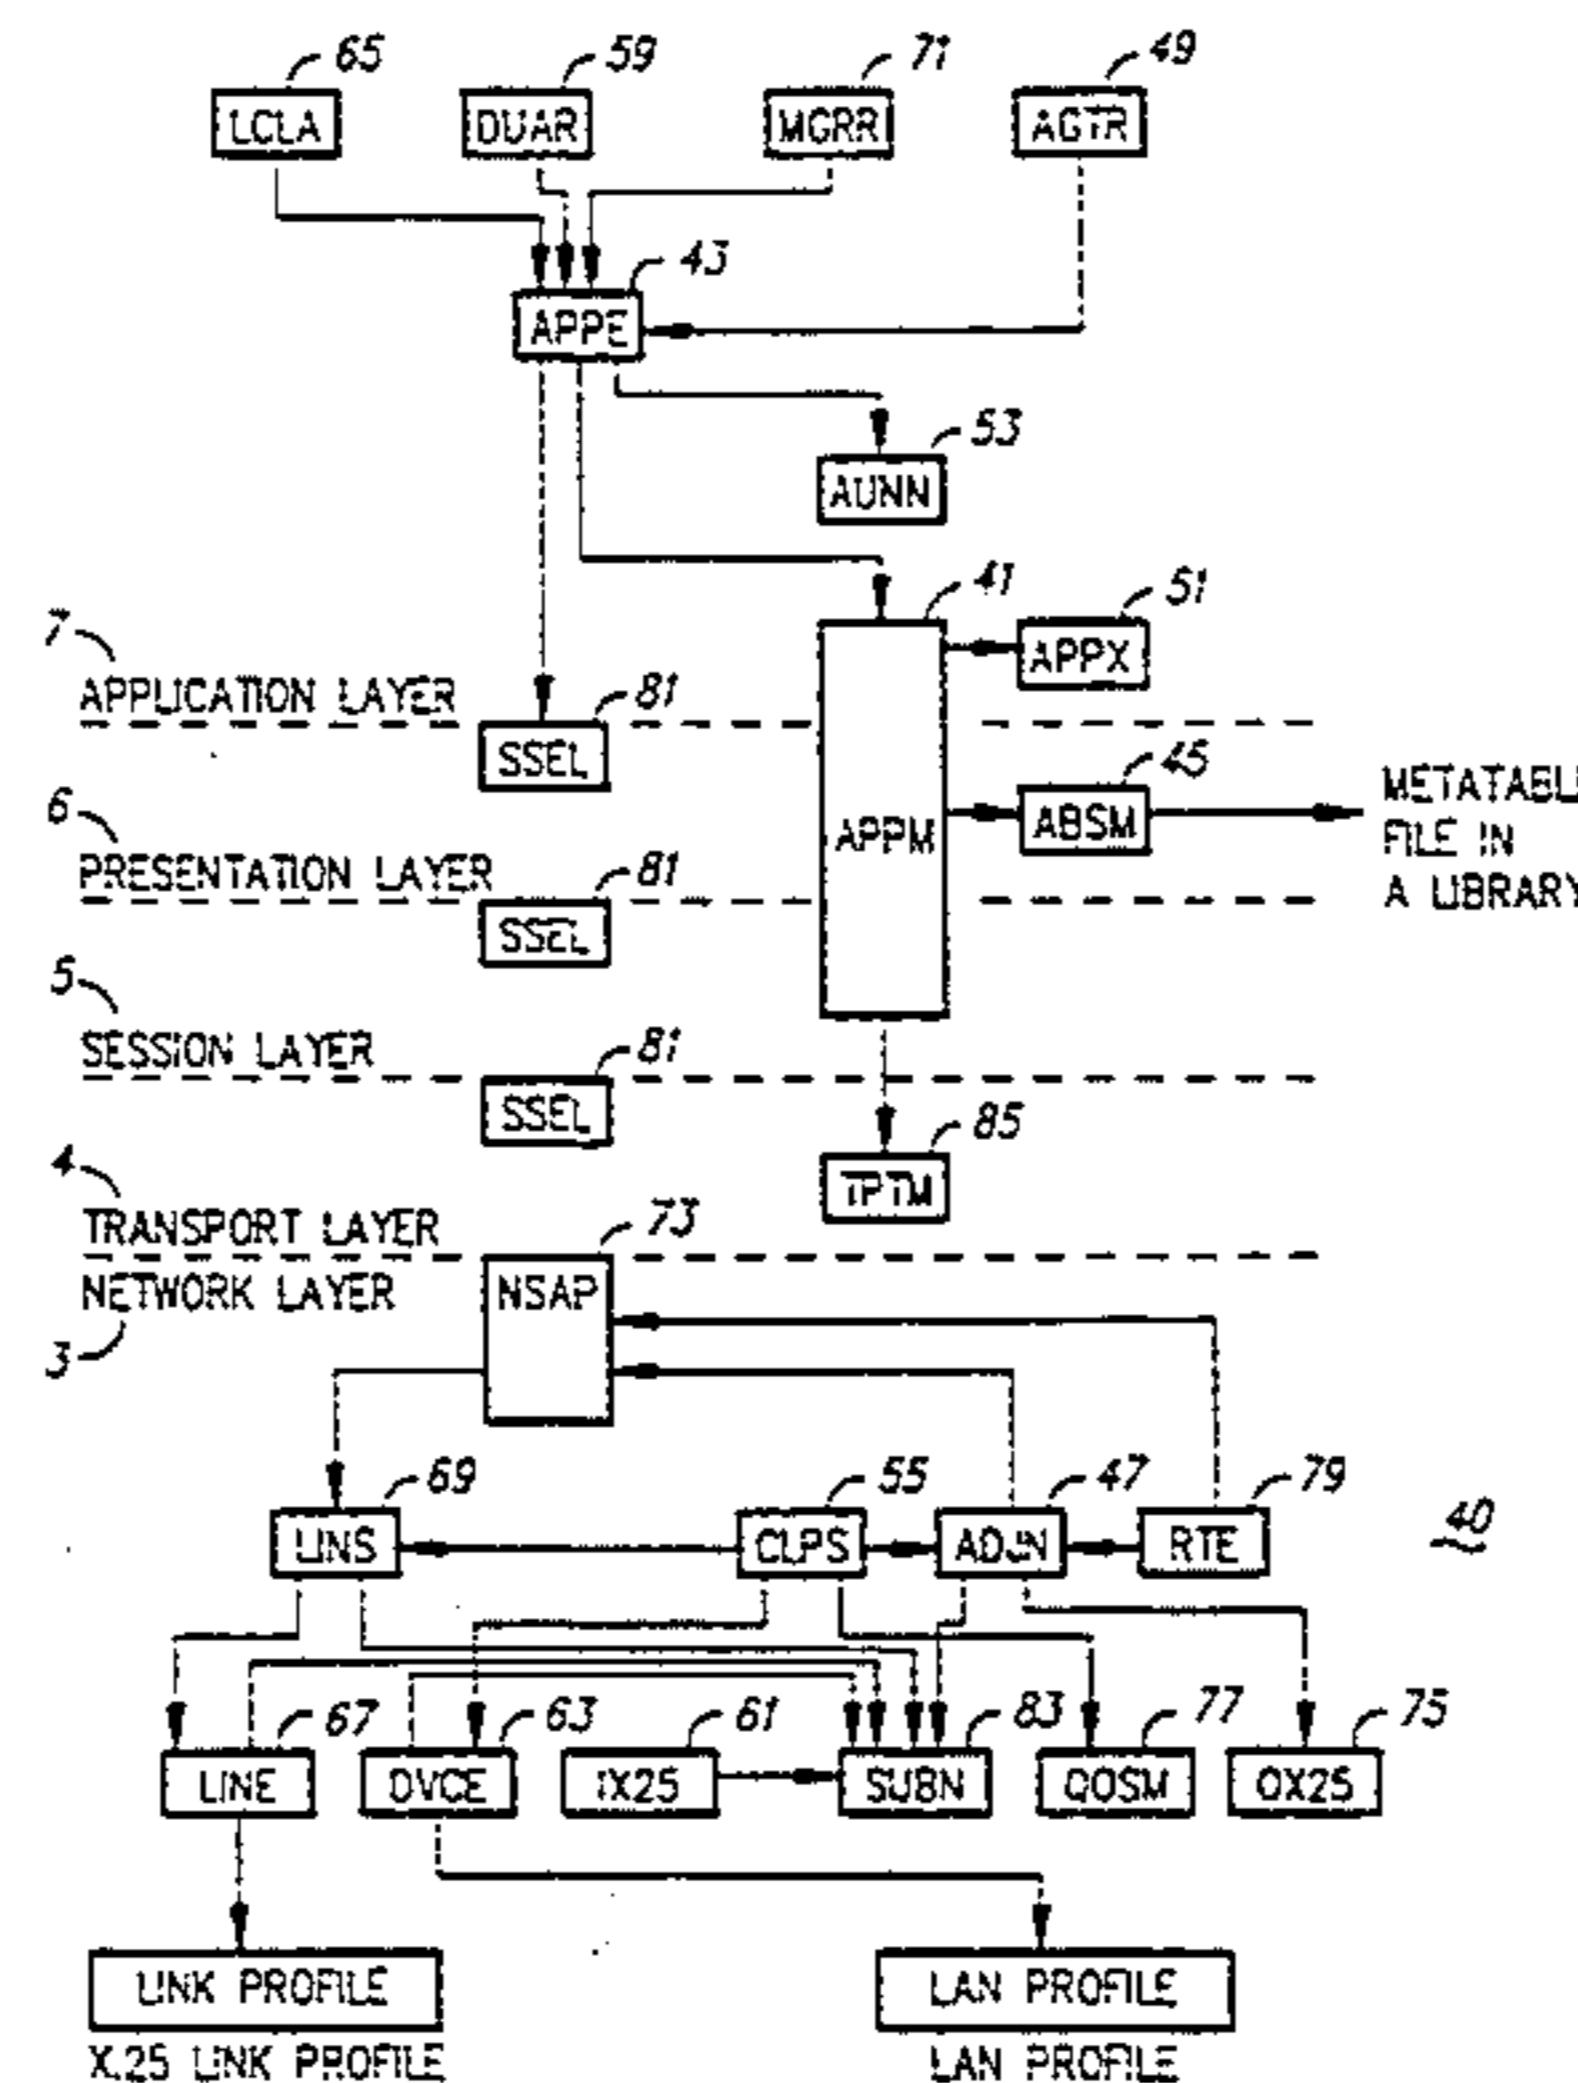 65 59 71 49
LCLA DUAR MGRR AGTR
43
APPE
53
AUNN
41 51
7 APPX
APPLICATION LAYER 81
SSEL 45
6 APPM ABSM METATABL
FILE IN
PRESENTATION LAYER 81 A LIBRARY
SSEL
5
SESSION LAYER 81
SSEL
85
4 TPTM
TRANSPORT LAYER 73
NETWORK LAYER NSAP
3
69 55 47 79
LINS CLPS ADJN RTE 40
67 63 61 83 77 75
LINE DVCE IX25 SUBN QOSM OX25
LINK PROFILE LAN PROFILE
X.25 LINK PROFILE LAN PROFILE